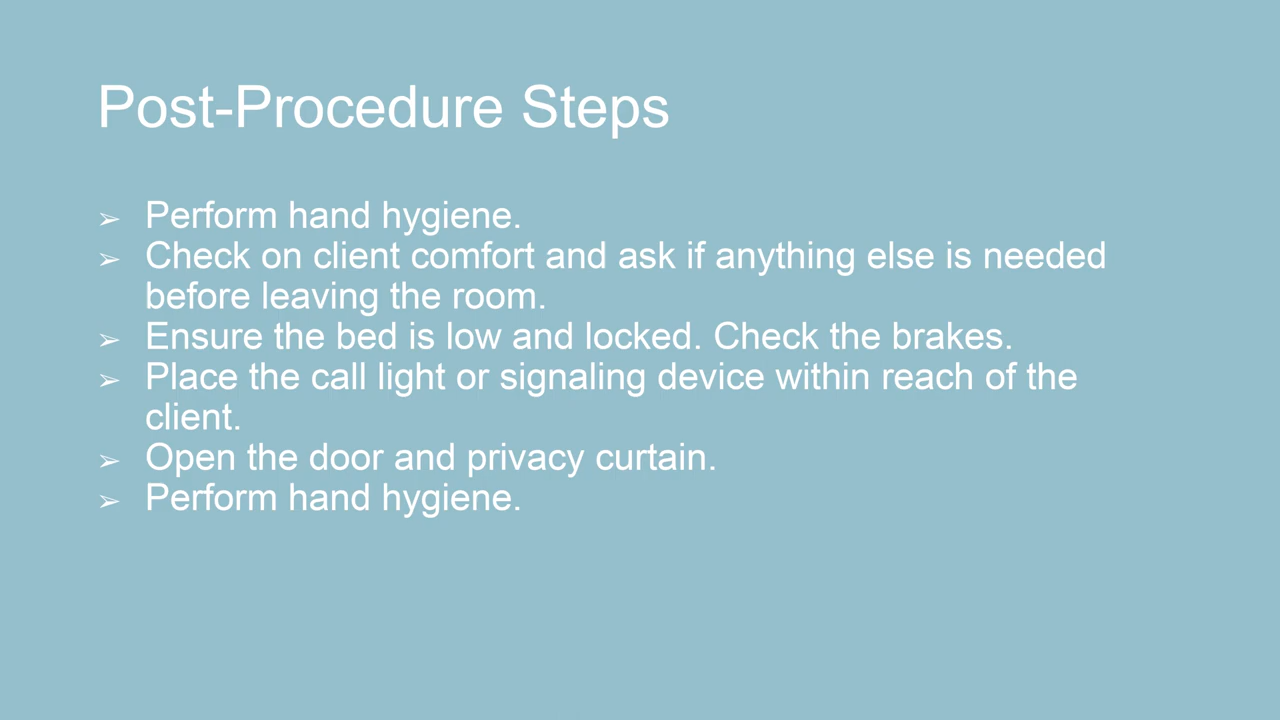 Post-Procedure Steps
➢ Perform hand hygiene.
➢ Check on client comfort and ask if anything else is needed
before leaving the room.
➢ Ensure the bed is low and locked. Check the brakes.
➢ Place the call light or signaling device within reach of the
client.
➢ Open the door and privacy curtain.
➢ Perform hand hygiene.